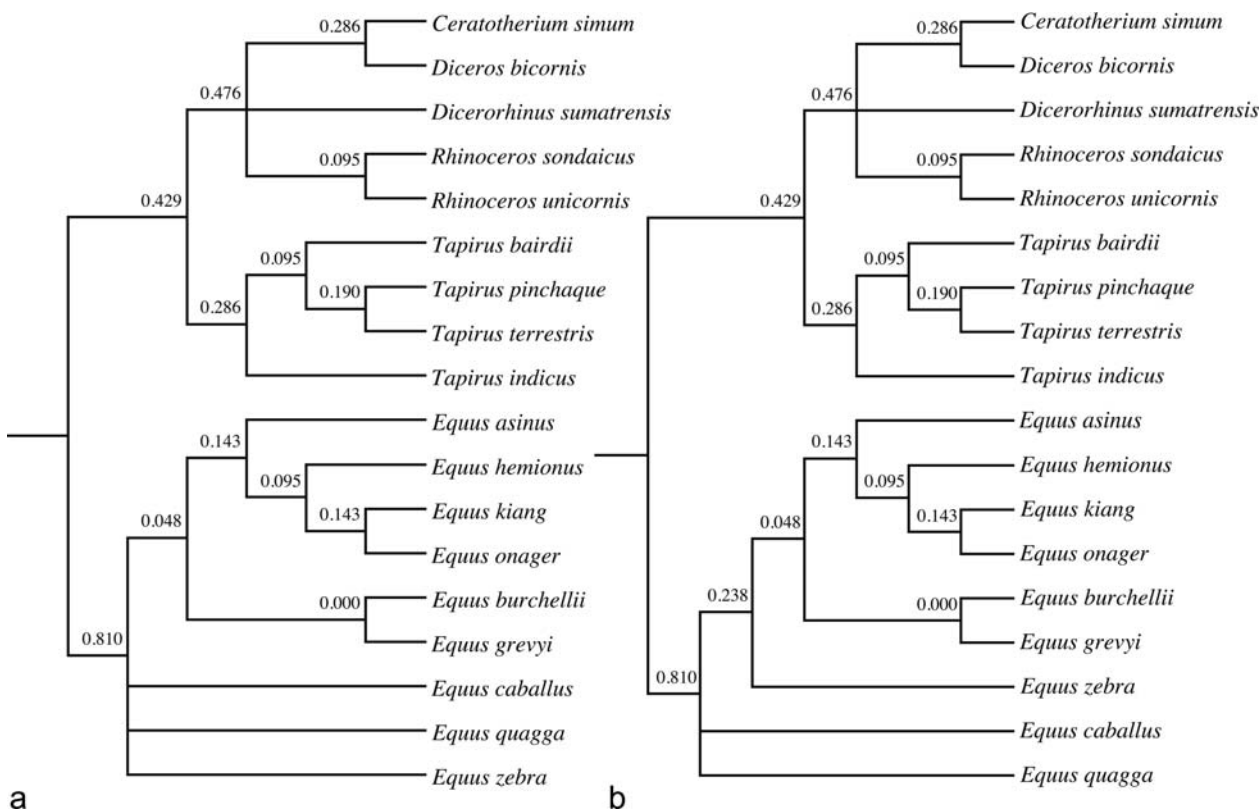 0.286
Ceratotherium simum
Diceros bicornis
0.476
Dicerorhinus sumatrensis
0.095
Rhinoceros sondaicus
Rhinoceros unicornis
0.429
Tapirus bairdii
0.095
Tapirus pinchaque
0.190
0.286
Tapirus terrestris
Tapirus indicus
Equus asinus
0.143
Equus hemionus
0.095
Equus kiang
0.143
0.048
Equus onager
Equus burchellii
0.000
Equus grevyi
0.810
Equus caballus
Equus quagga
Equus zebra
a
0.286
Ceratotherium simum
Diceros bicornis
0.476
Dicerorhinus sumatrensis
0.095
Rhinoceros sondaicus
Rhinoceros unicornis
0.429
Tapirus bairdii
0.095
Tapirus pinchaque
0.190
0.286
Tapirus terrestris
Tapirus indicus
Equus asinus
0.143
Equus hemionus
0.095
Equus kiang
0.143
0.048
Equus onager
Equus burchellii
0.000
0.238
Equus grevyi
0.810
Equus zebra
Equus caballus
Equus quagga
b